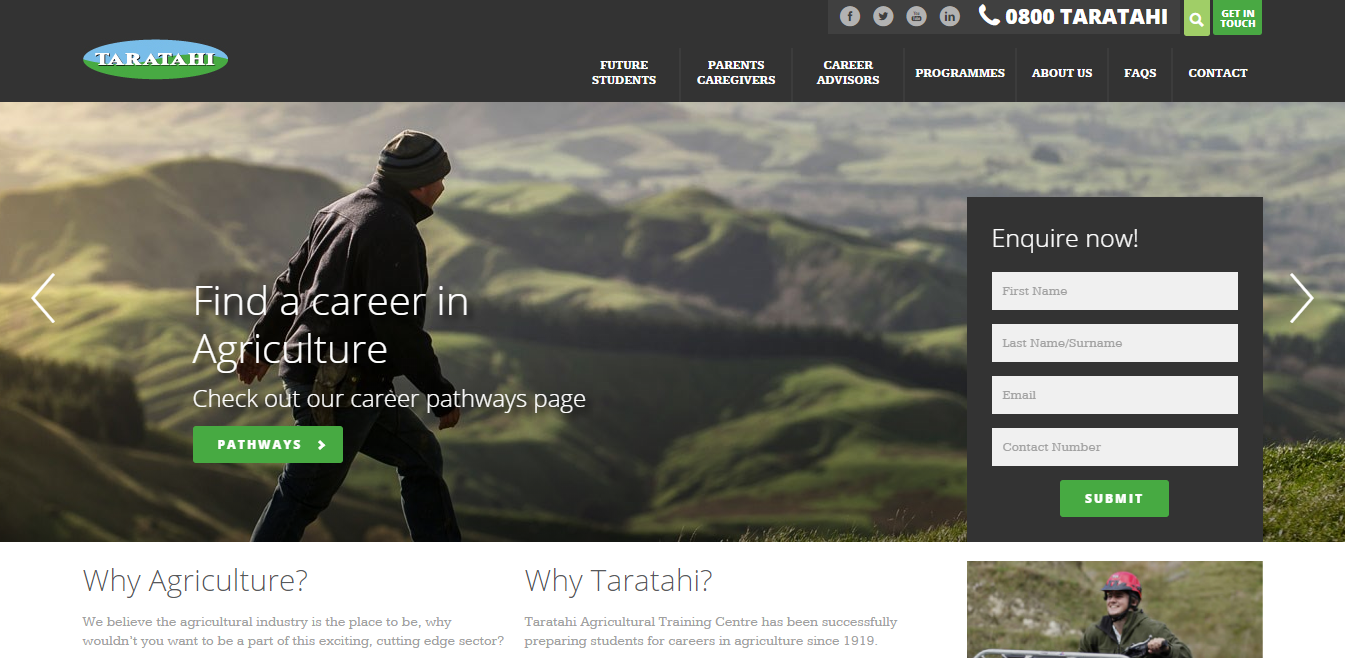 0800 TARATAHI
GET IN
TOUCH
TARATAHI
FUTURE
STUDENTS
PARENTS
CAREGIVERS
CAREER
ADVISORS
PROGRAMMES
ABOUT US
FAQS
CONTACT
Find a career in
Agriculture
Check out our career pathways page
PATHWAYS
Enquire now!
First Name
Last Name/Surname
Email
Contact Number
SUBMIT
Why Agriculture?
We believe the agricultural industry is the place to be, why
wouldn't you want to be a part of this exciting, cutting edge sector?
Why Taratahi?
Taratahi Agricultural Training Centre has been successfully
preparing students for careers in agriculture since 1919.